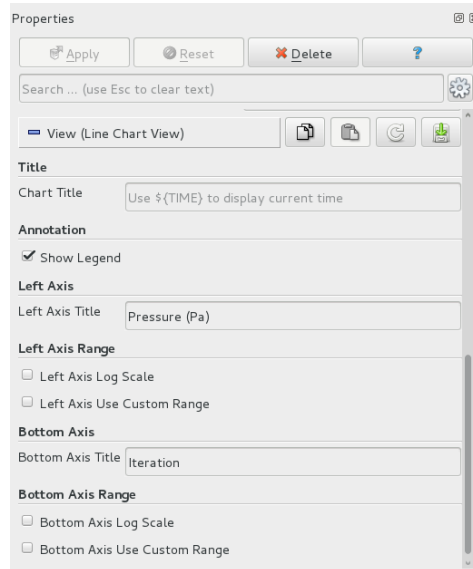 Properties
Apply Reset Delete ?
Search ... (use Esc to clear text)
View (Line Chart View)
Title
Chart Title Use ${TIME} to display current time
Annotation
Show Legend
Left Axis
Left Axis Title Pressure (Pa)
Left Axis Range
Left Axis Log Scale
Left Axis Use Custom Range
Bottom Axis
Bottom Axis Title Iteration
Bottom Axis Range
Bottom Axis Log Scale
Bottom Axis Use Custom Range